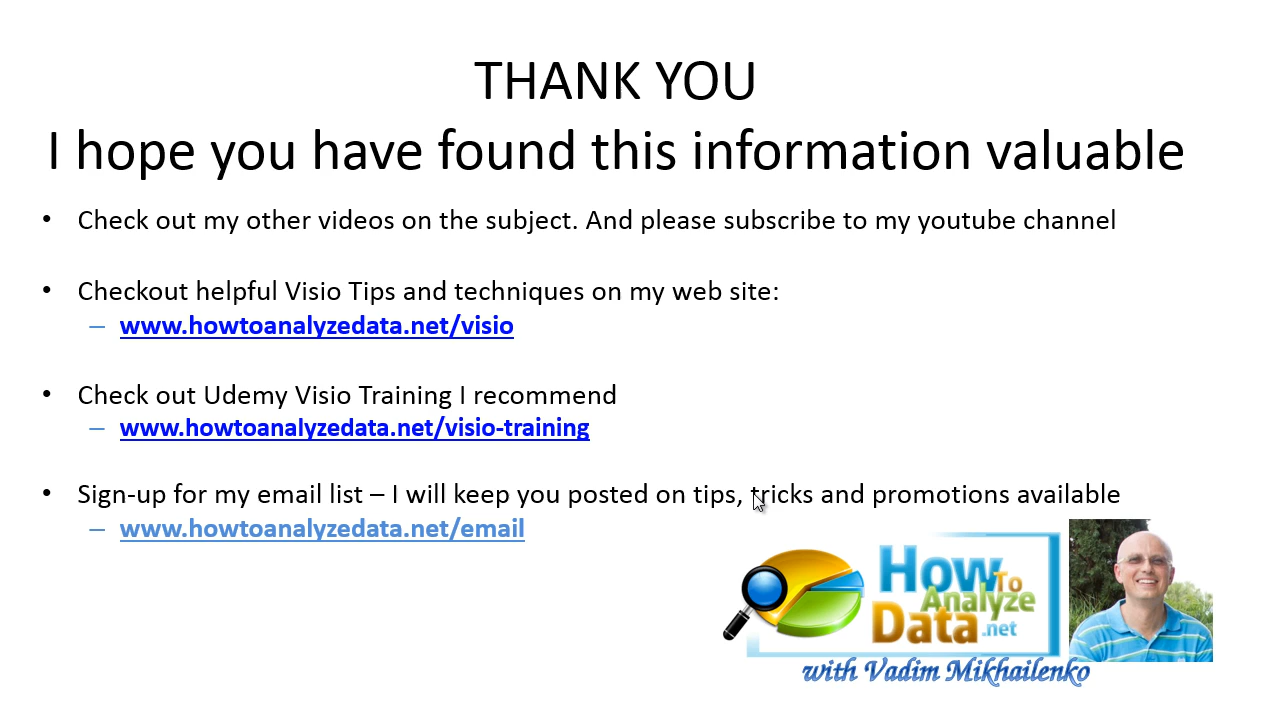 THANK YOU
I hope you have found this information valuable
• Check out my other videos on the subject. And please subscribe to my youtube channel
• Checkout helpful Visio Tips and techniques on my web site:
– www.howtoanalyzedata.net/visio
• Check out Udemy Visio Training I recommend
– www.howtoanalyzedata.net/visio-training
• Sign-up for my email list – I will keep you posted on tips, tricks and promotions available
– www.howtoanalyzedata.net/email
How To
Analyze
Data .net
with Vadim Mikhailenko